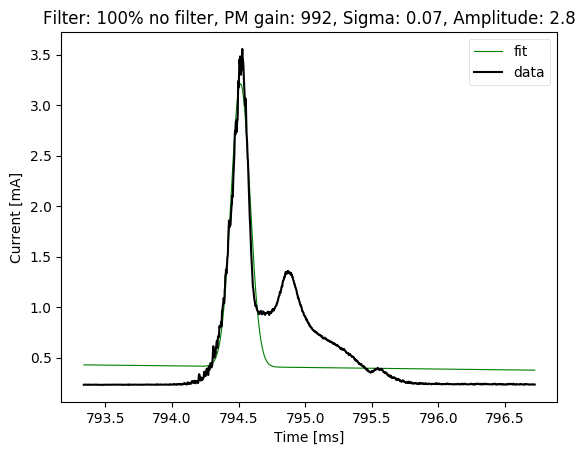 Filter: 100% no filter, PM gain: 992, Sigma: 0.07, Amplitude: 2.8
fit
data
3.5
3.0
2.5
2.0
1.5
1.0
0.5
Current [mA]
793.5 794.0 794.5 795.0 795.5 796.0 796.5
Time [ms]